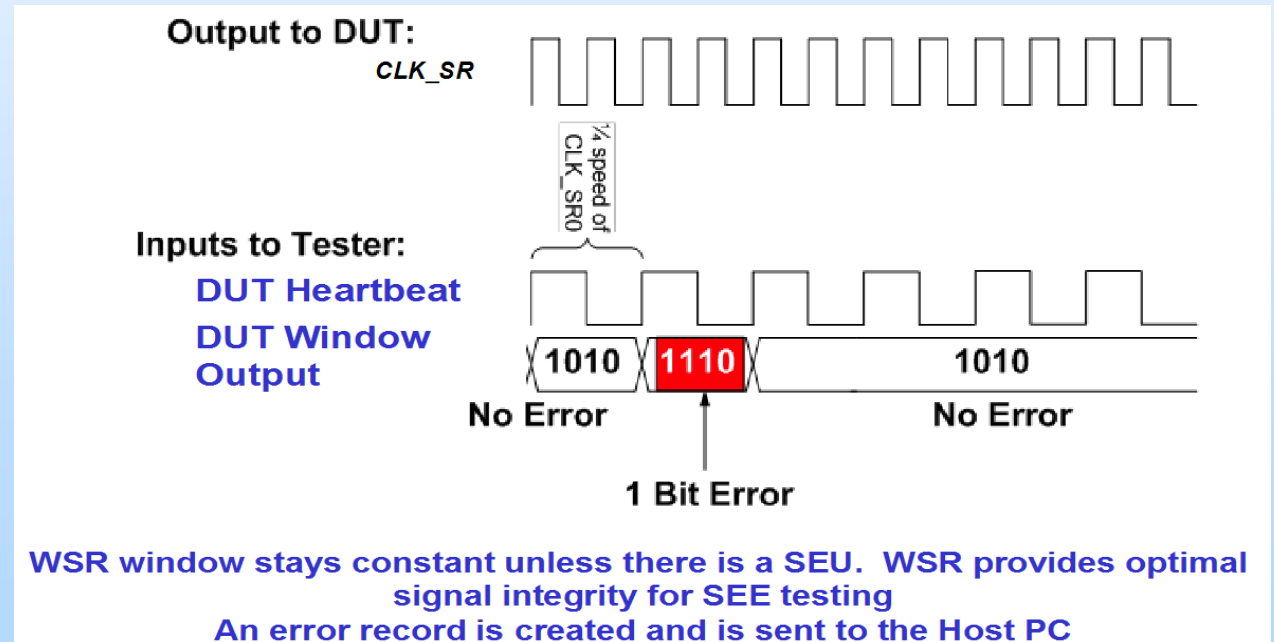 Output to DUT:
CLK_SR
¼ speed of
CLK_SR0
Inputs to Tester:
DUT Heartbeat
DUT Window
Output
1010
1110
1010
No Error
No Error
1 Bit Error
WSR window stays constant unless there is a SEU. WSR provides optimal
signal integrity for SEE testing
An error record is created and is sent to the Host PC